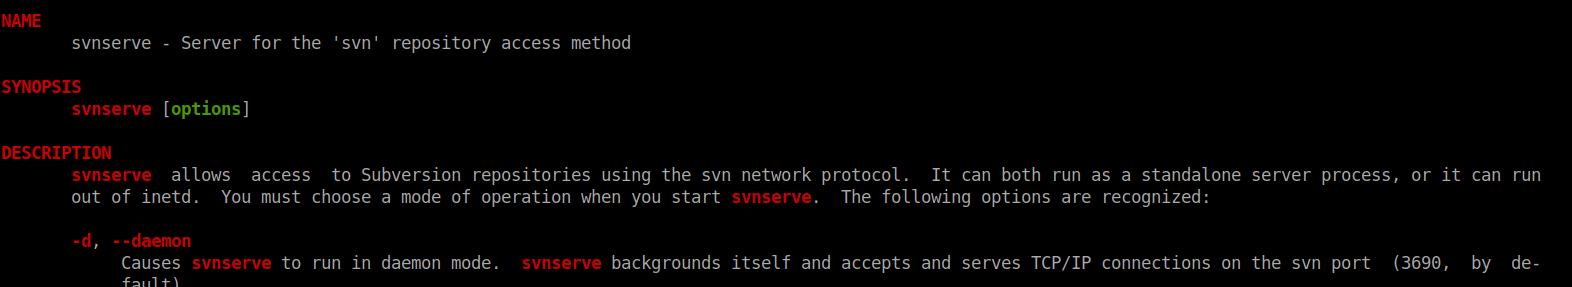 NAME
svnserve - Server for the 'svn' repository access method
SYNOPSIS
svnserve [options]
DESCRIPTION
svnserve  allows  access  to Subversion repositories using the svn network protocol.  It can both run as a standalone server process, or it can run
out of inetd.  You must choose a mode of operation when you start svnserve.  The following options are recognized:
-d, --daemon
Causes svnserve to run in daemon mode.  svnserve backgrounds itself and accepts and serves TCP/IP connections on the svn port  (3690,  by  de-
fault)